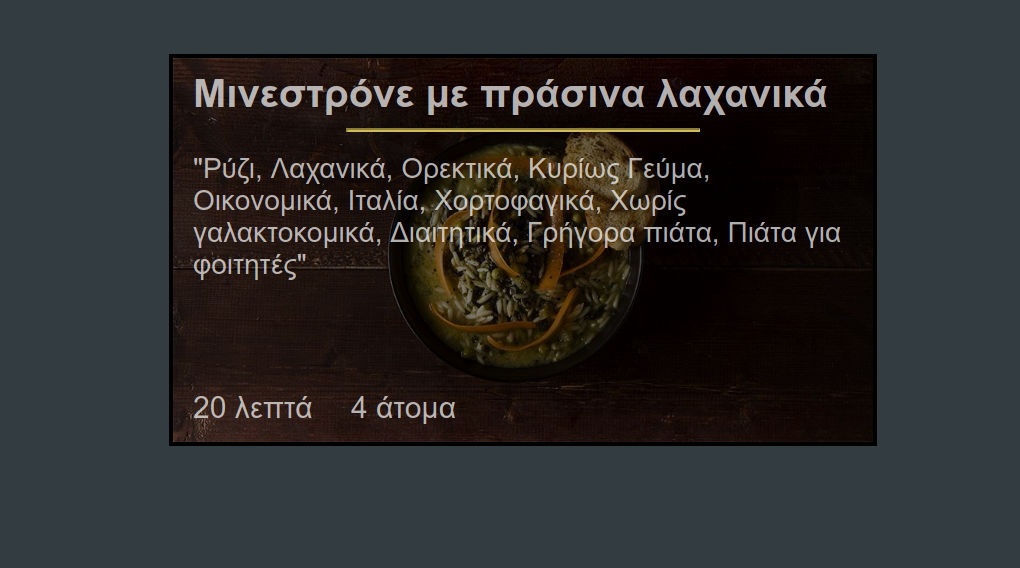 Μινεστρόνε με πράσινα λαχανικά
"Ρύζι, Λαχανικά, Ορεκτικά, Κυρίως Γεύμα,
Οικονομικά, Ιταλία, Χορτοφαγικά, Χωρίς
γαλακτοκομικά, Διαιτητικά, Γρήγορα πιάτα, Πιάτα για
φοιτητές"
20 λεπτά 4 άτομα